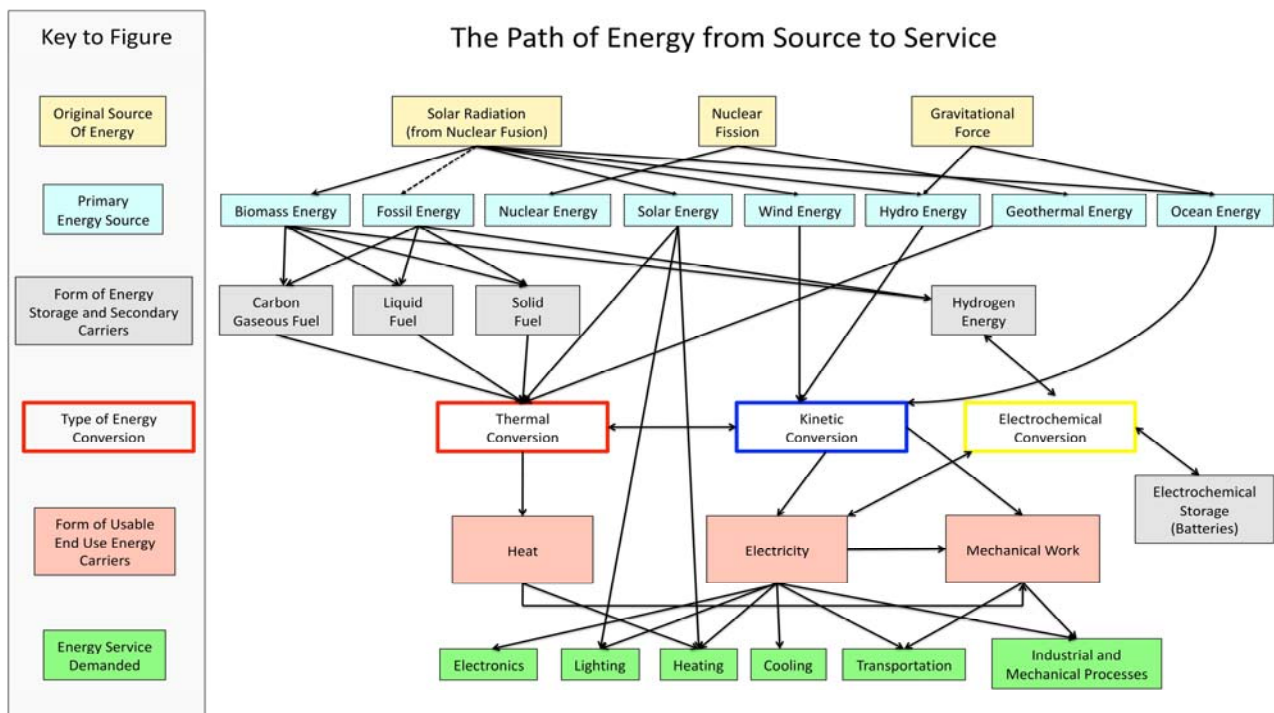 Key to Figure
The Path of Energy from Source to Service
Original Source
Of Energy
Solar Radiation
(from Nuclear Fusion)
Nuclear
Fission
Gravitational
Force
Primary
Energy Source
Biomass Energy
Fossil Energy
Nuclear Energy
Solar Energy
Wind Energy
Hydro Energy
Geothermal Energy
Ocean Energy
Form of Energy
Storage and Secondary
Carriers
Carbon
Gaseous Fuel
Liquid
Fuel
Solid
Fuel
Hydrogen
Energy
Type of Energy
Conversion
Thermal
Conversion
Kinetic
Conversion
Electrochemical
Conversion
Electrochemical
Storage
(Batteries)
Form of Usable
End Use Energy
Carriers
Heat
Electricity
Mechanical Work
Energy Service
Demanded
Electronics
Lighting
Heating
Cooling
Transportation
Industrial and
Mechanical Processes